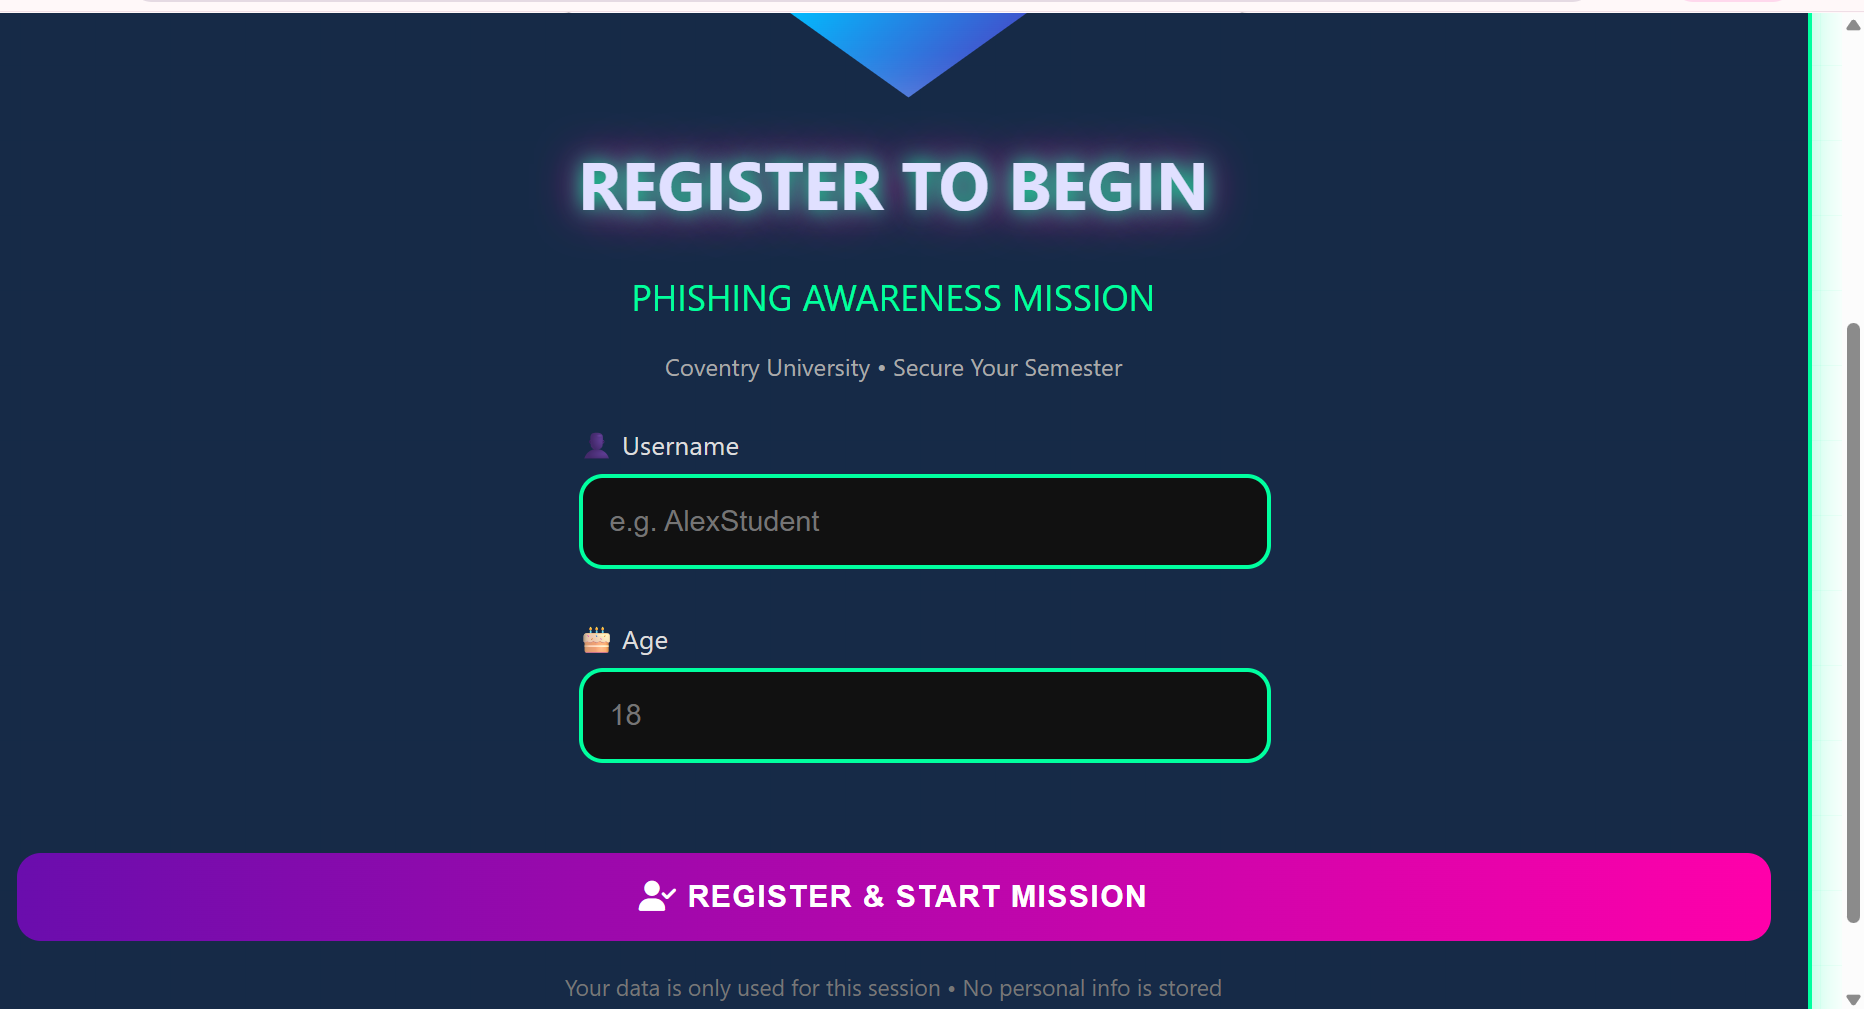 REGISTER TO BEGIN
PHISHING AWARENESS MISSION
Coventry University • Secure Your Semester
Username
e.g. AlexStudent
Age
18
REGISTER & START MISSION
Your data is only used for this session • No personal info is stored